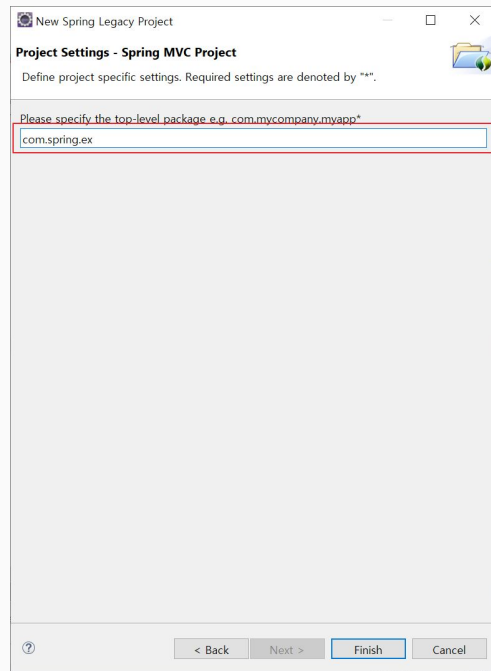 New Spring Legacy Project
Project Settings - Spring MVC Project
Define project specific settings. Required settings are denoted by "*".
Please specify the top-level package e.g. com.mycompany.myapp*
com.spring.ex
?
< Back
Next >
Finish
Cancel